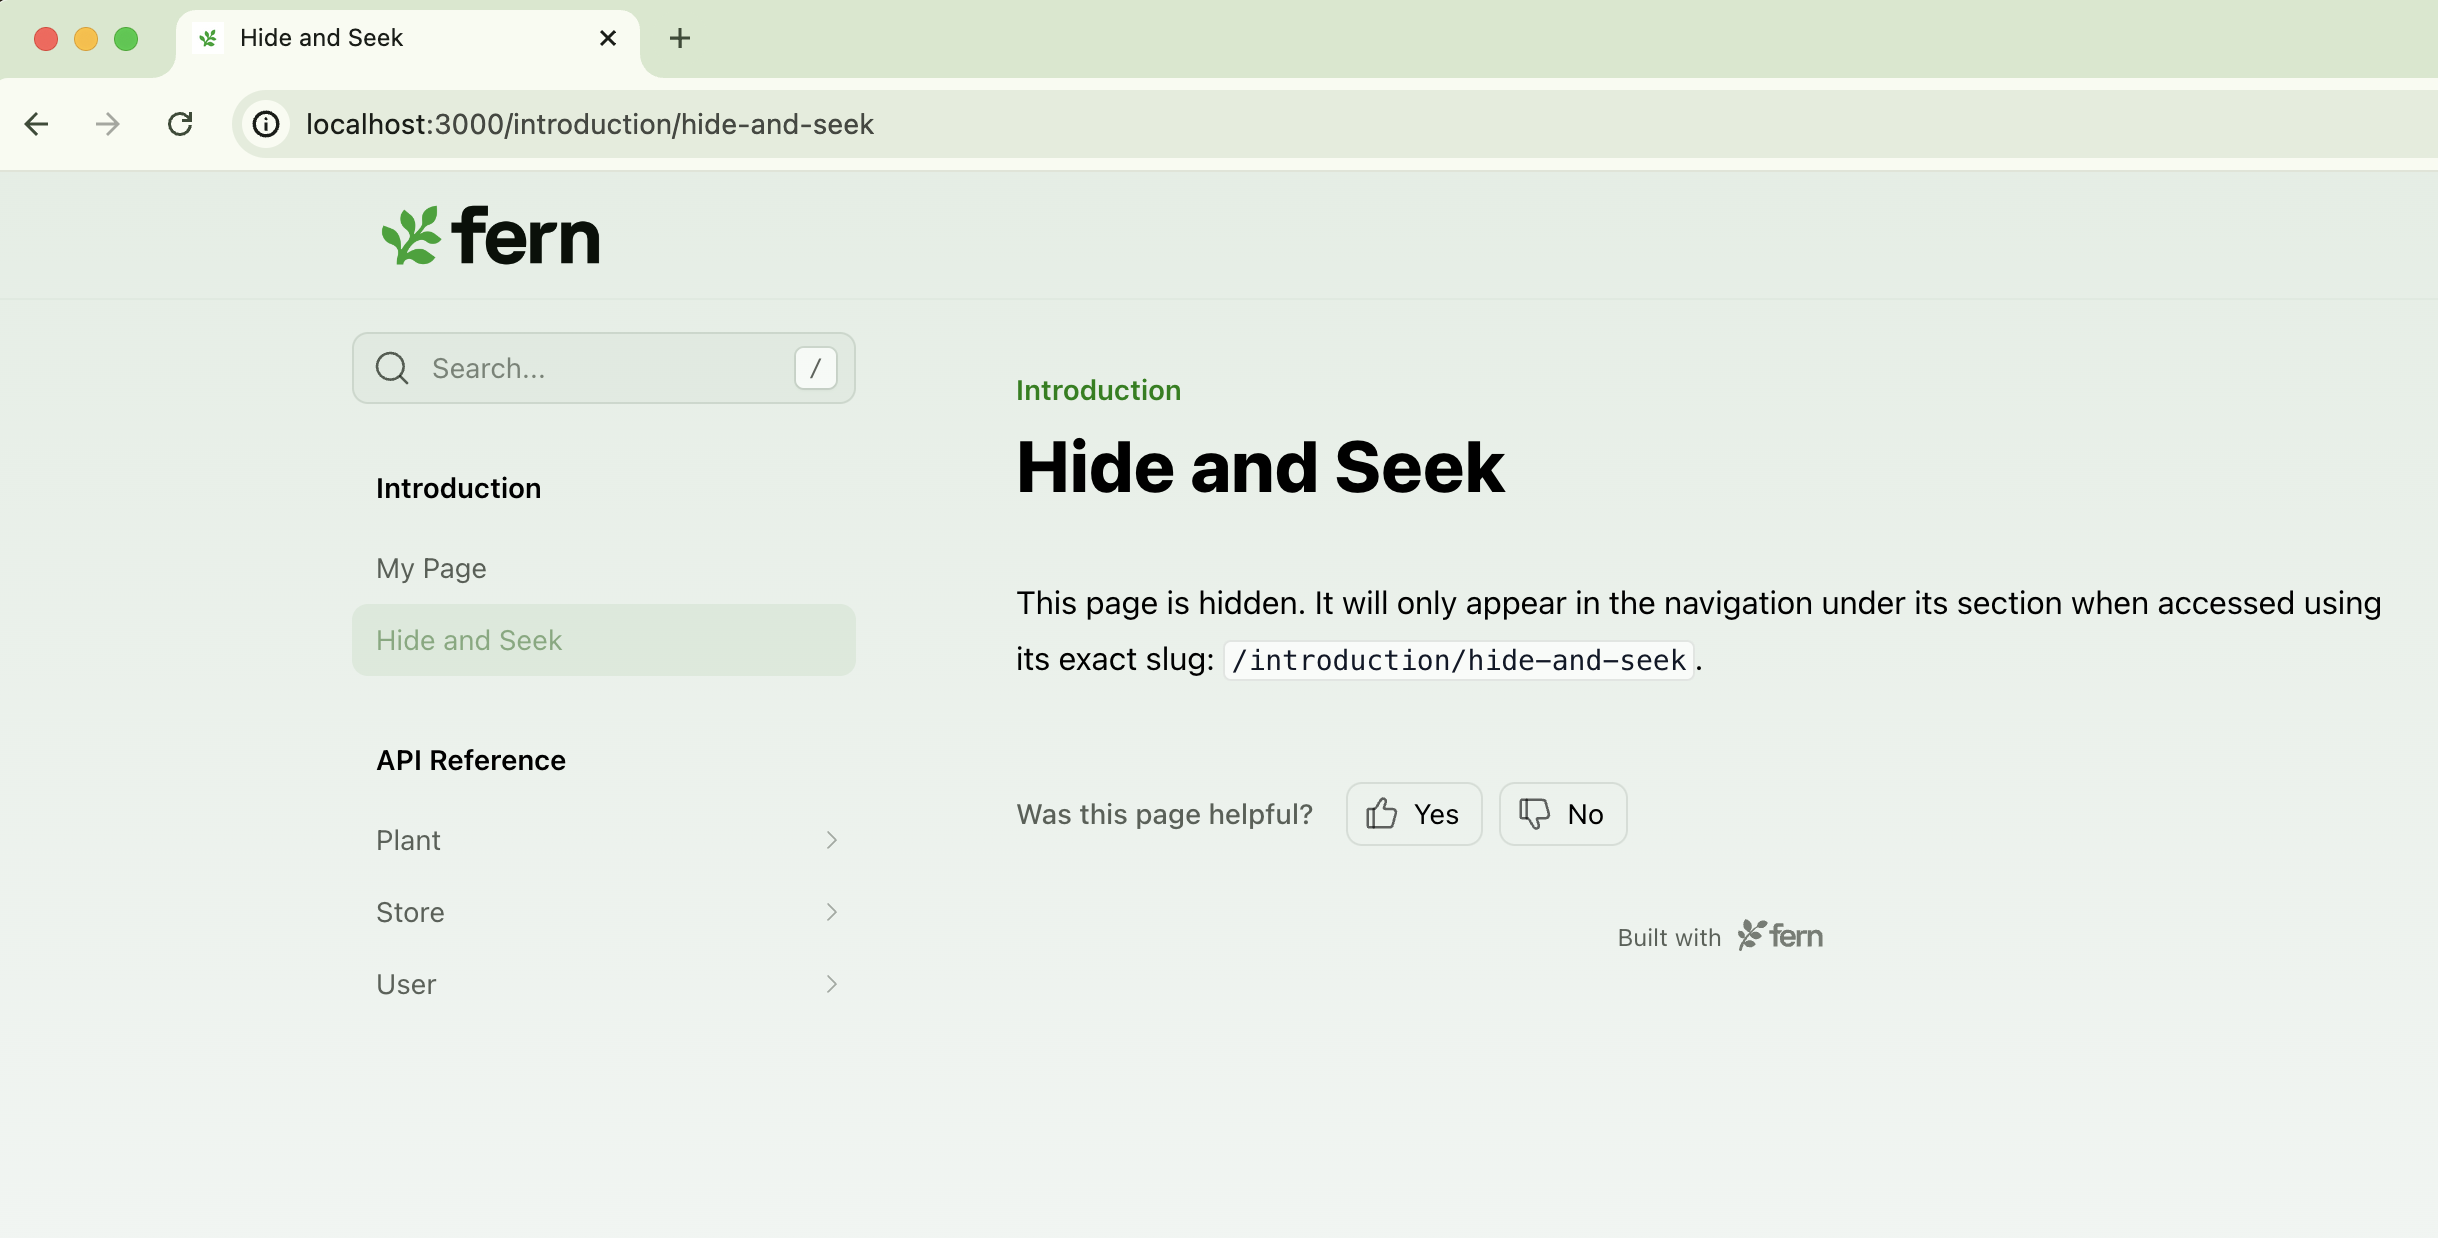 Hide and Seek
localhost:3000/introduction/hide-and-seek
fern
Search...
/
Introduction
My Page
Hide and Seek
API Reference
Plant
Store
User
Introduction
Hide and Seek
This page is hidden. It will only appear in the navigation under its section when accessed using
its exact slug: /introduction/hide-and-seek.
Was this page helpful?
Yes
No
Built with fern